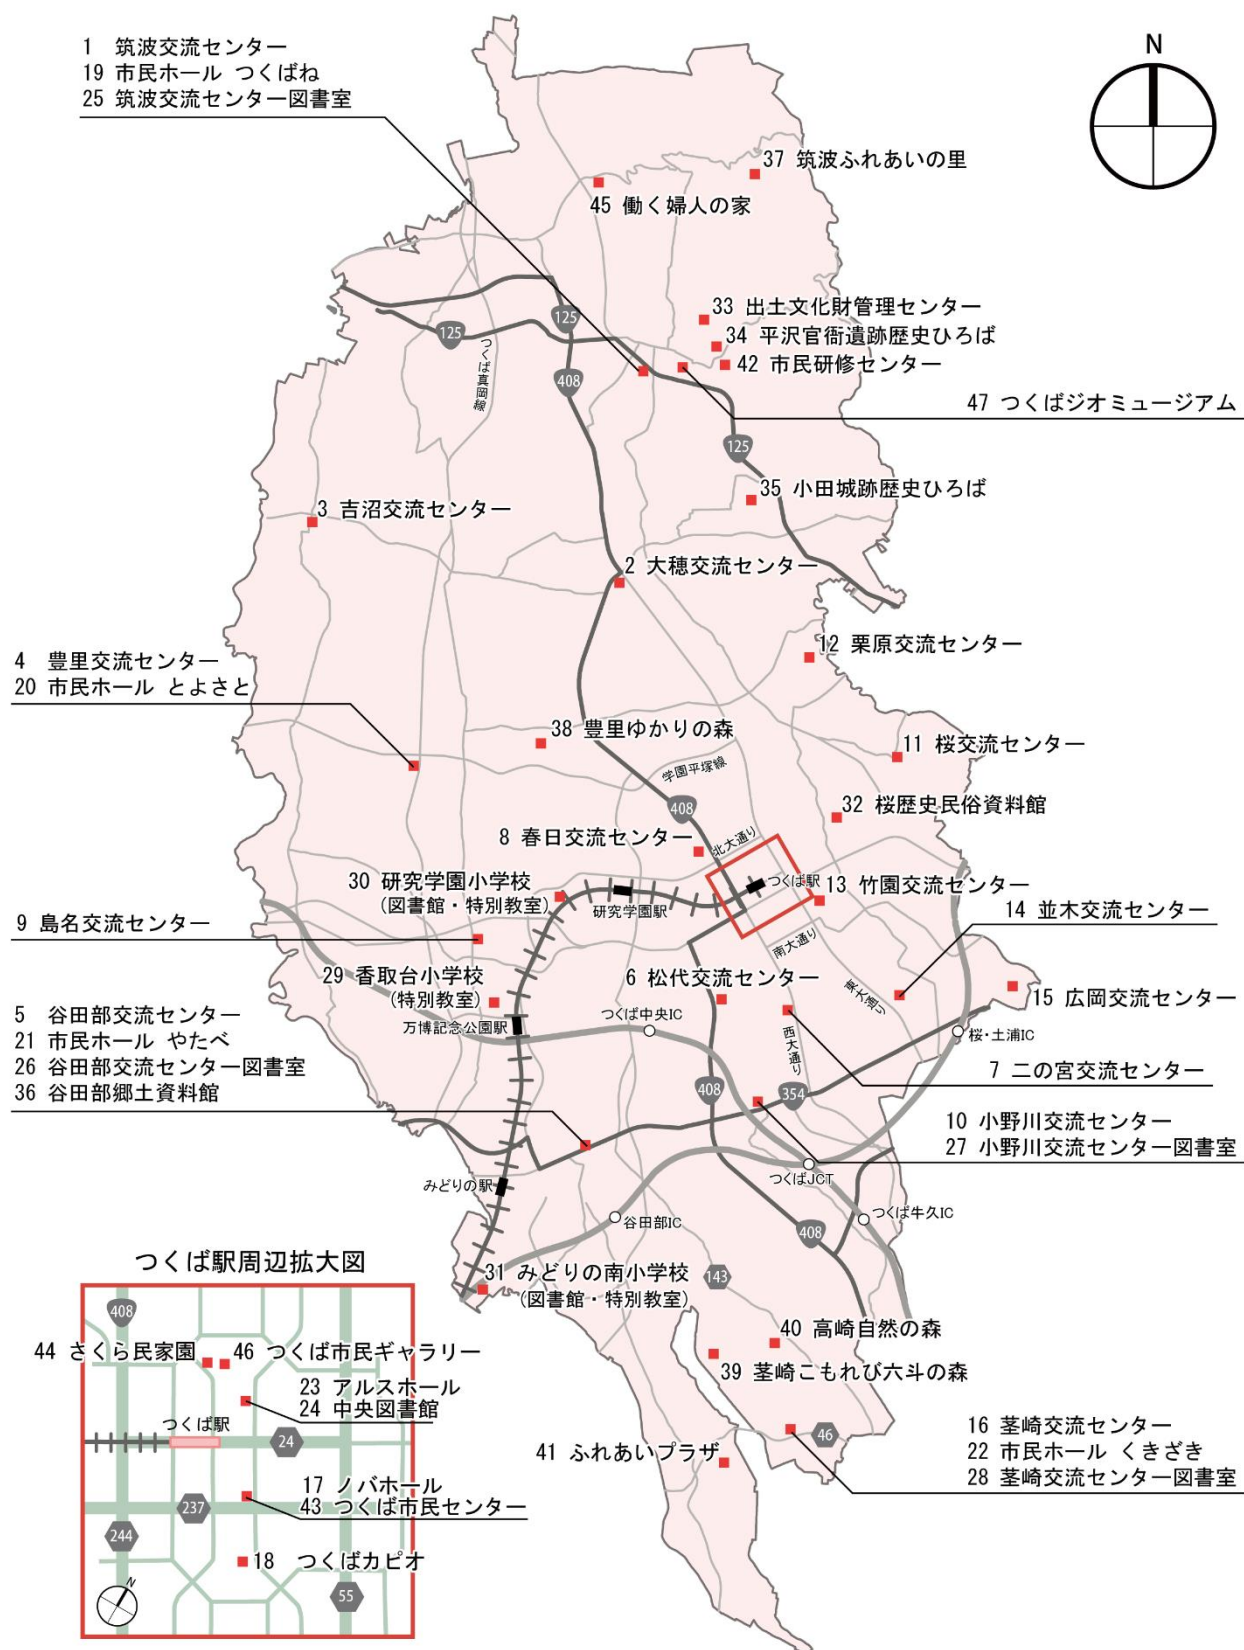 1 筑波交流センター
19 市民ホール つくばね
25 筑波交流センター図書室
N
37 筑波ふれあいの里
45 働く婦人の家
33 出土文化財管理センター
34 平沢官衙遺跡歴史ひろば
42 市民研修センター
125
125
408
つくば真岡線
47 つくばジオミュージアム
125
35 小田城跡歴史ひろば
3 吉沼交流センター
2 大穂交流センター
12 栗原交流センター
4 豊里交流センター
20 市民ホール とよさと
38 豊里ゆかりの森
11 桜交流センター
学園平塚線
408
32 桜歴史民俗資料館
8 春日交流センター
北大通り
つくば駅
30 研究学園小学校
(図書館・特別教室)
研究学園駅
13 竹園交流センター
14 並木交流センター
9 島名交流センター
南大通り
29 香取台小学校
(特別教室)
6 松代交流センター
東大通り
15 広岡交流センター
万博記念公園駅
つくば中央IC
西大通り
桜・土浦IC
5 谷田部交流センター
21 市民ホール やたべ
26 谷田部交流センター図書室
36 谷田部郷土資料館
7 二の宮交流センター
408
354
10 小野川交流センター
27 小野川交流センター図書室
つくばJCT
みどりの駅
谷田部IC
つくば牛久IC
408
31 みどりの南小学校
(図書館・特別教室)
143
40 高崎自然の森
39 茎崎こもれび六斗の森
16 茎崎交流センター
22 市民ホール くきざき
28 茎崎交流センター図書室
46
41 ふれあいプラザ
つくば駅周辺拡大図
408
44 さくら民家園
46 つくば市民ギャラリー
23 アルスホール
24 中央図書館
つくば駅
24
17 ノバホール
43 つくば市民センター
237
244
18 つくばカピオ
55
N